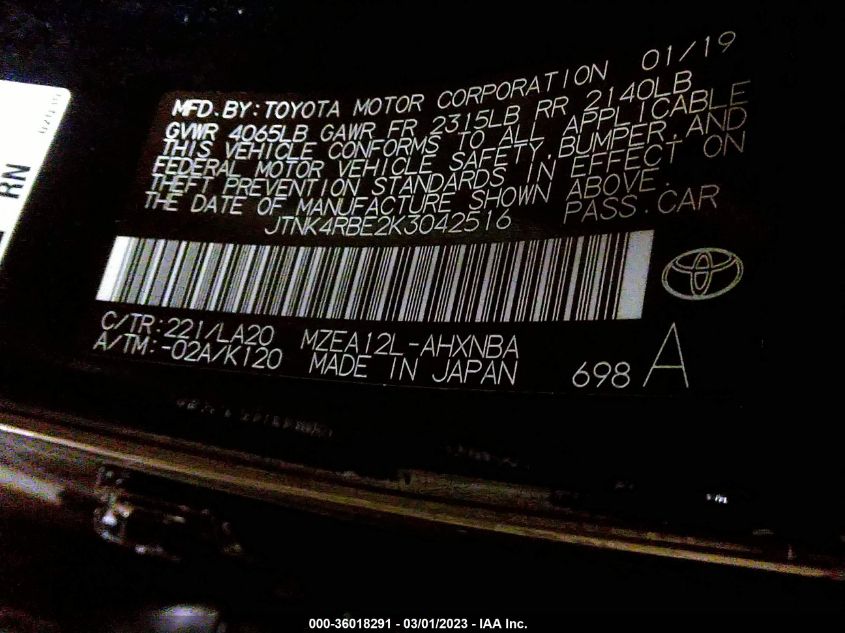 MFD. BY: TOYOTA MOTOR CORPORATION 01/19
GVWR 4065LB GAWR FR 2315LB RR 2140LB
THIS VEHICLE CONFORMS TO ALL APPLICABLE
FEDERAL MOTOR VEHICLE SAFETY, BUMPER, AND
THEFT PREVENTION STANDARDS IN EFFECT ON
THE DATE OF MANUFACTURE SHOWN ABOVE.
JTNK4RBE2K3042516 PASS. CAR
C/TR: 221/LA20 MZEA12L-AHXNBA
A/TM: -02A/K120 MADE IN JAPAN 698 A
RN
000-36018291 - 03/01/2023 - IAA Inc.